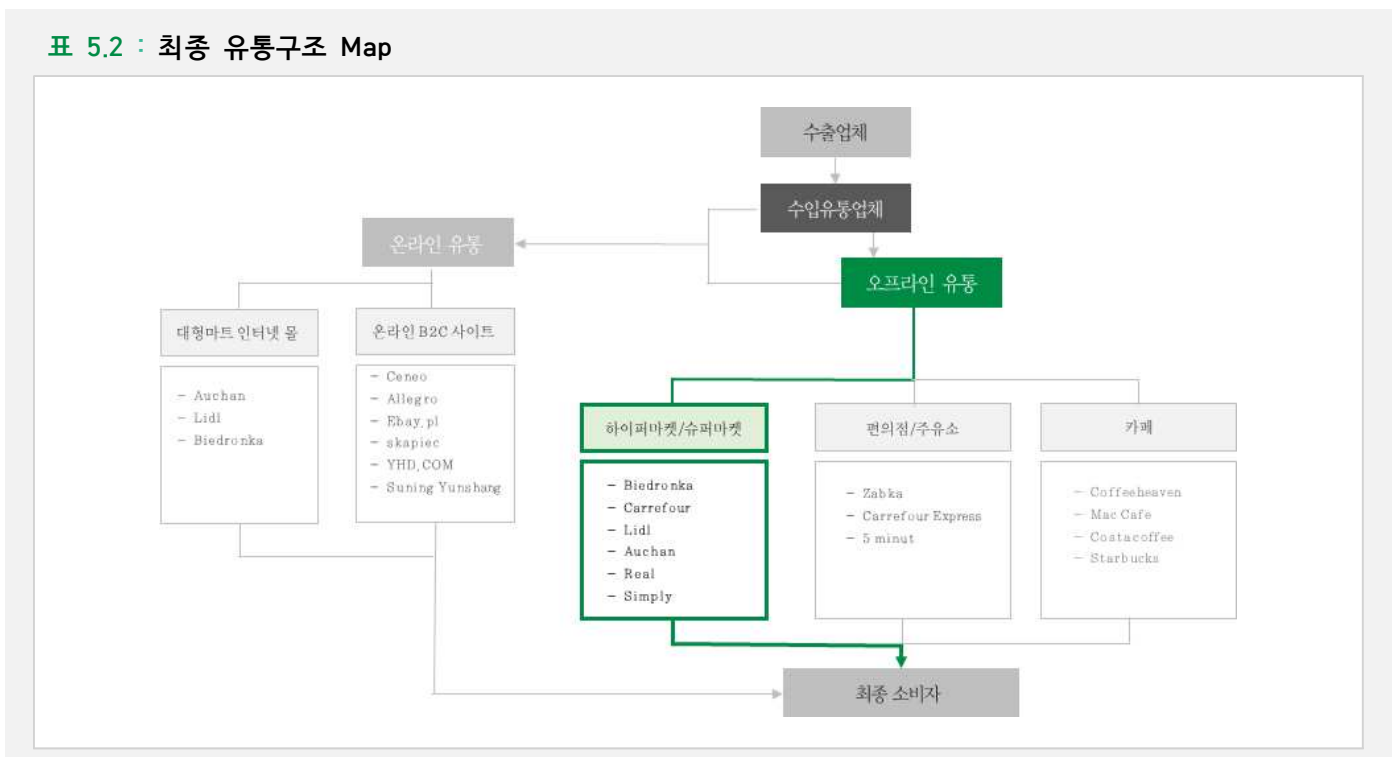 표 5.2 : 최종 유통구조 Map
수출업체
수입유통업체
온라인 유통
오프라인 유통
대형마트 인터넷 몰
- Auchan
- Lidl
- Biedronka
온라인 B2C 사이트
- Ceneo
- Allegro
- Ebay.pl
- skapiec
- YHD.COM
- Suning Yunshang
하이퍼마켓/슈퍼마켓
- Biedronka
- Carrefour
- Lidl
- Auchan
- Real
- Simply
편의점/주유소
- Zabka
- Carrefour Express
- 5 minut
카페
- Coffeeheaven
- Mac Cafe
- Costacoffee
- Starbucks
최종 소비자